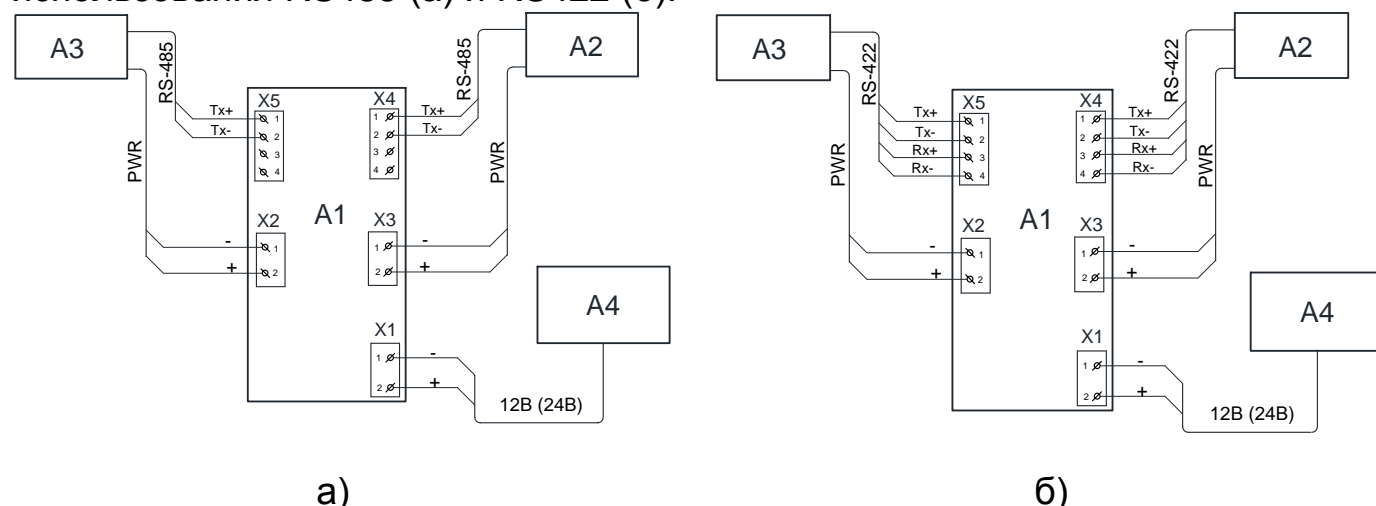 использовании RS485 (а) и RS422 (б).
A3
A2
RS-485
RS-485
X5
X4
Tx+
1
1
Tx+
Tx-
2
2
Tx-
3
3
4
4
PWR
PWR
A1
X2
X3
-
1
1
-
+
2
2
+
A4
X1
1
-
2
+
12В (24В)
а)
A3
A2
RS-422
RS-422
X5
X4
Tx+
1
1
Tx+
Tx-
2
2
Tx-
Rx+
3
3
Rx+
Rx-
4
4
Rx-
PWR
PWR
A1
X2
X3
-
1
1
-
+
2
2
+
A4
X1
1
-
2
+
12В (24В)
б)